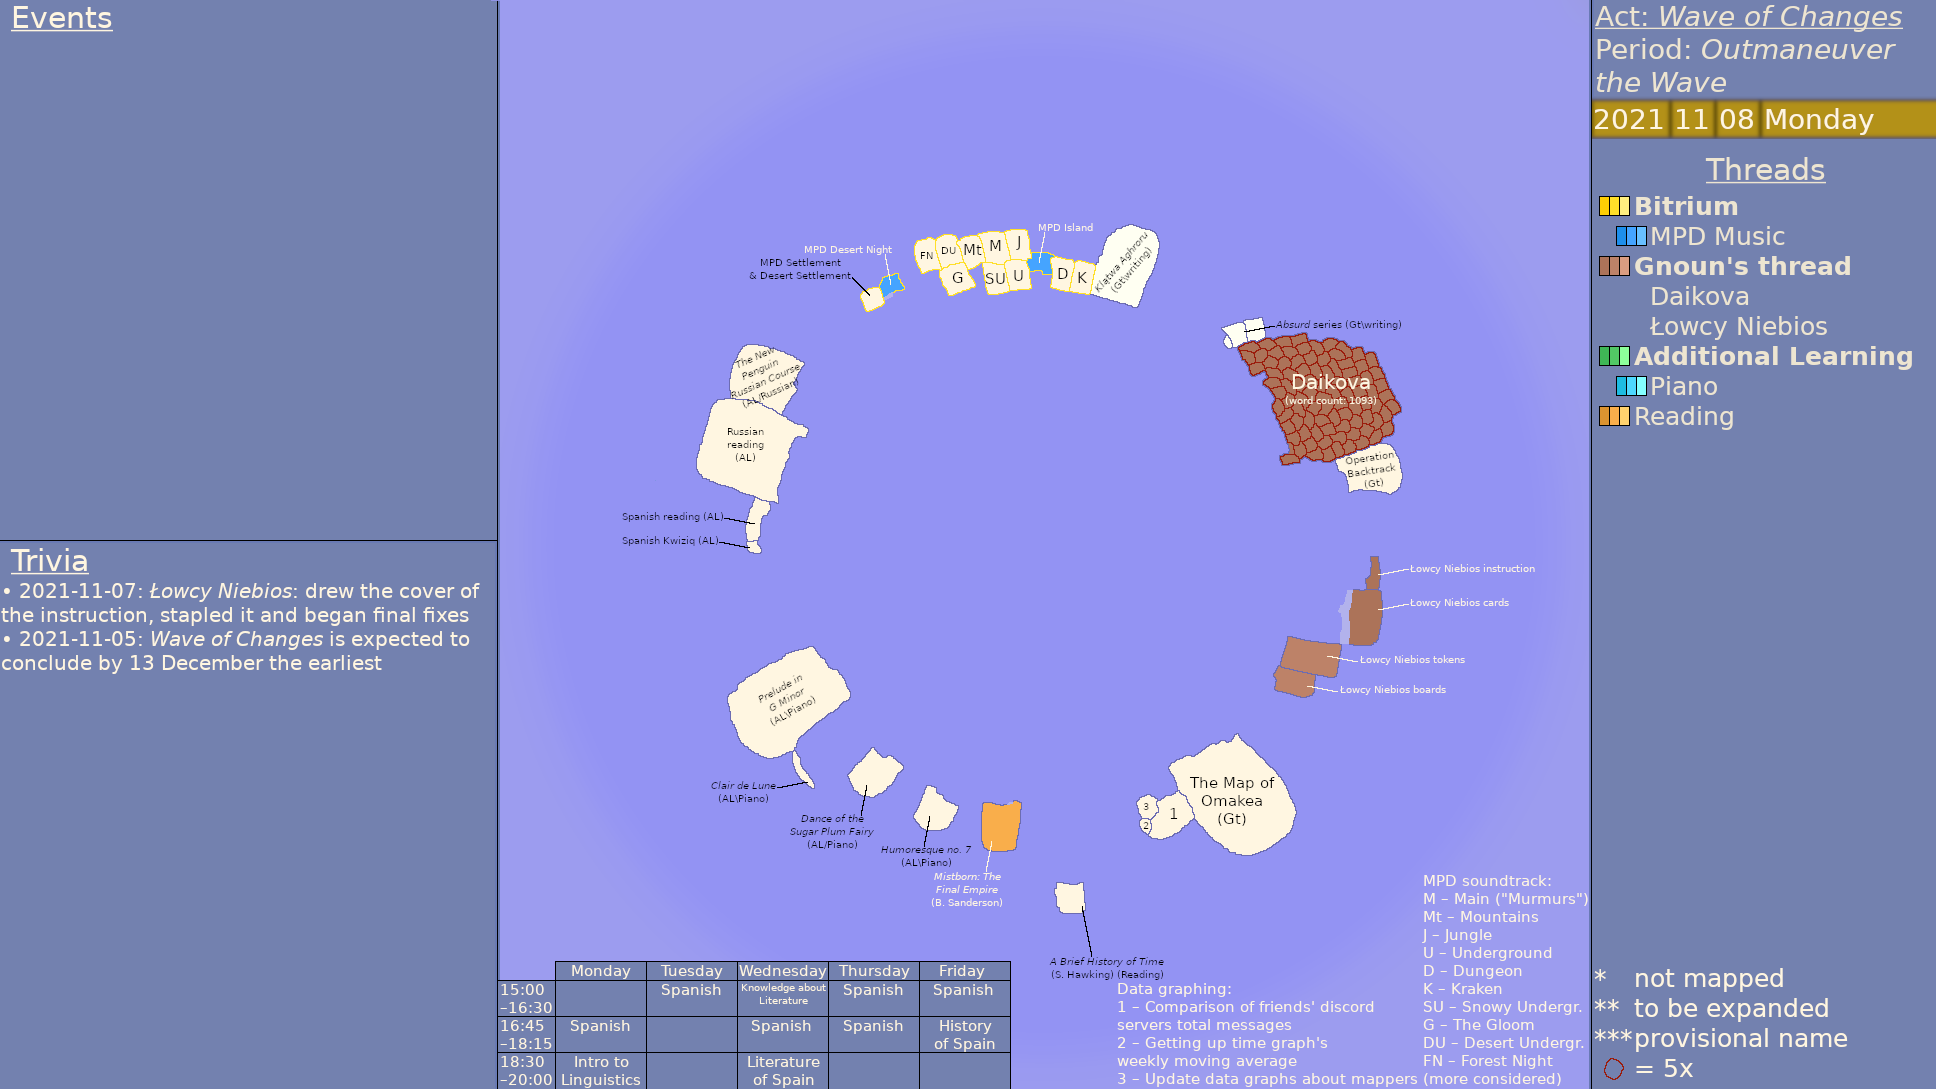 Events
Trivia
• 2021-11-07: Łowcy Niebios: drew the cover of
the instruction, stapled it and began final fixes
• 2021-11-05: Wave of Changes is expected to
conclude by 13 December the earliest
MPD Desert Night
MPD Settlement
& Desert Settlement
FN
DU
Mt
M
J
G
SU
U
MPD Island
D
K
Klątwa Aghroru
(Gt\writing)
Absurd series (Gt\writing)
Daikova
(word count: 1093)
Operation
Backtrack
(Gt)
The New
Penguin
Russian Course
(AL/Russian)
Russian
reading
(AL)
Spanish reading (AL)
Spanish Kwiziq (AL)
Łowcy Niebios instruction
Łowcy Niebios cards
Łowcy Niebios tokens
Łowcy Niebios boards
Prelude in
G Minor
(AL\Piano)
Clair de Lune
(AL\Piano)
Dance of the
Sugar Plum Fairy
(AL/Piano)
Humoresque no. 7
(AL\Piano)
Mistborn: The
Final Empire
(B. Sanderson)
A Brief History of Time
(S. Hawking) (Reading)
The Map of
Omakea
(Gt)
3
2
1
Monday Tuesday Wednesday Thursday Friday
15:00
–16:30
Spanish
Knowledge about
Literature
Spanish
Spanish
16:45
–18:15
Spanish
Spanish
Spanish
History
of Spain
18:30
–20:00
Intro to
Linguistics
Literature
of Spain
Data graphing:
1 – Comparison of friends' discord
servers total messages
2 – Getting up time graph's
weekly moving average
3 – Update data graphs about mappers
MPD soundtrack:
M – Main ("Murmurs")
Mt – Mountains
J – Jungle
U – Underground
D – Dungeon
K – Kraken
SU – Snowy Undergr.
G – The Gloom
DU – Desert Undergr.
FN – Forest Night
(more considered)
Act: Wave of Changes
Period: Outmaneuver
the Wave
2021 11 08 Monday
Threads
Bitrium
MPD Music
Gnoun's thread
Daikova
Łowcy Niebios
Additional Learning
Piano
Reading
* not mapped
** to be expanded
*** provisional name
= 5x